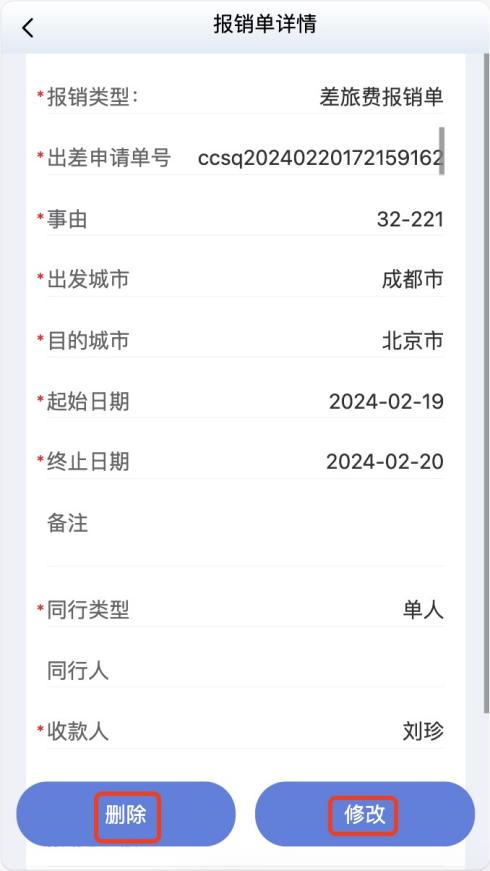 报销单详情
*报销类型: 差旅费报销单
*出差申请单号 ccsq20240220172159162
*事由 32-221
*出发城市 成都市
*目的城市 北京市
*起始日期 2024-02-19
*终止日期 2024-02-20
备注
*同行类型 单人
同行人
*收款人 刘珍
删除 修改